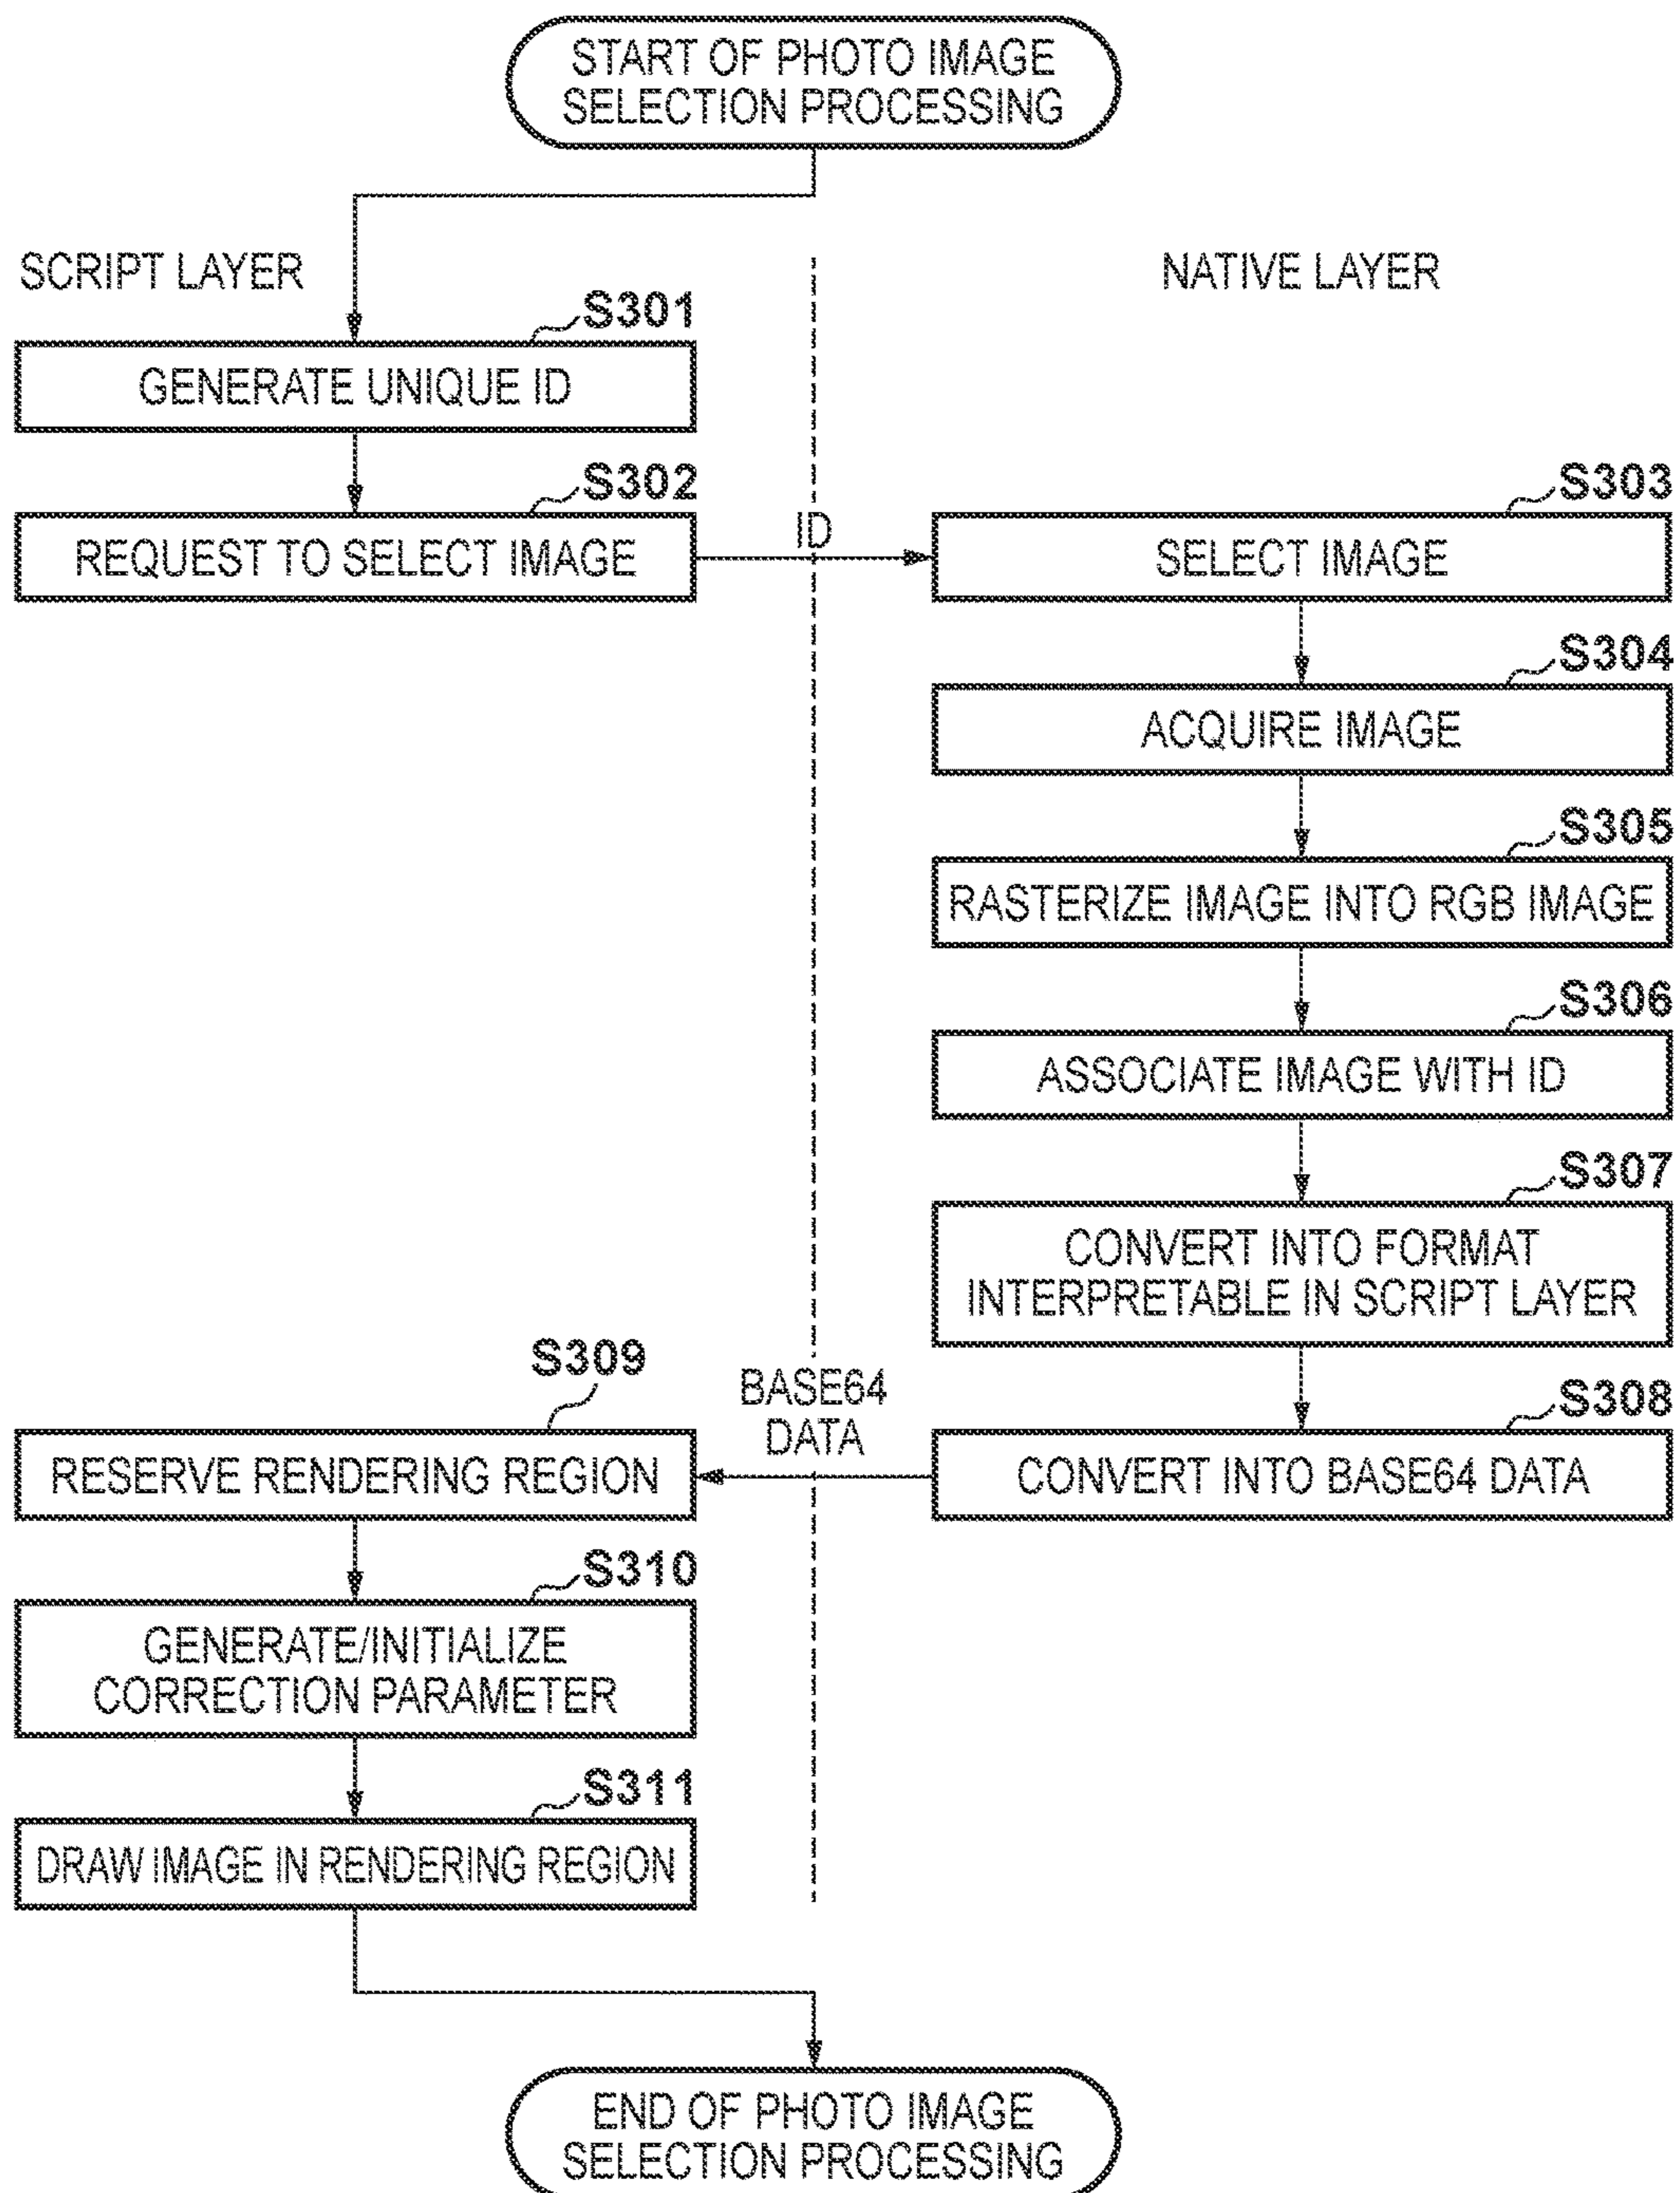 START OF PHOTO IMAGE
SELECTION PROCESSING
SCRIPT LAYER
NATIVE LAYER
S301
GENERATE UNIQUE ID
S302
REQUEST TO SELECT IMAGE
ID
S303
SELECT IMAGE
S304
ACQUIRE IMAGE
S305
RASTERIZE IMAGE INTO RGB IMAGE
S306
ASSOCIATE IMAGE WITH ID
S307
CONVERT INTO FORMAT
INTERPRETABLE IN SCRIPT LAYER
S308
CONVERT INTO BASE64 DATA
BASE64
DATA
S309
RESERVE RENDERING REGION
S310
GENERATE/INITIALIZE
CORRECTION PARAMETER
S311
DRAW IMAGE IN RENDERING REGION
END OF PHOTO IMAGE
SELECTION PROCESSING